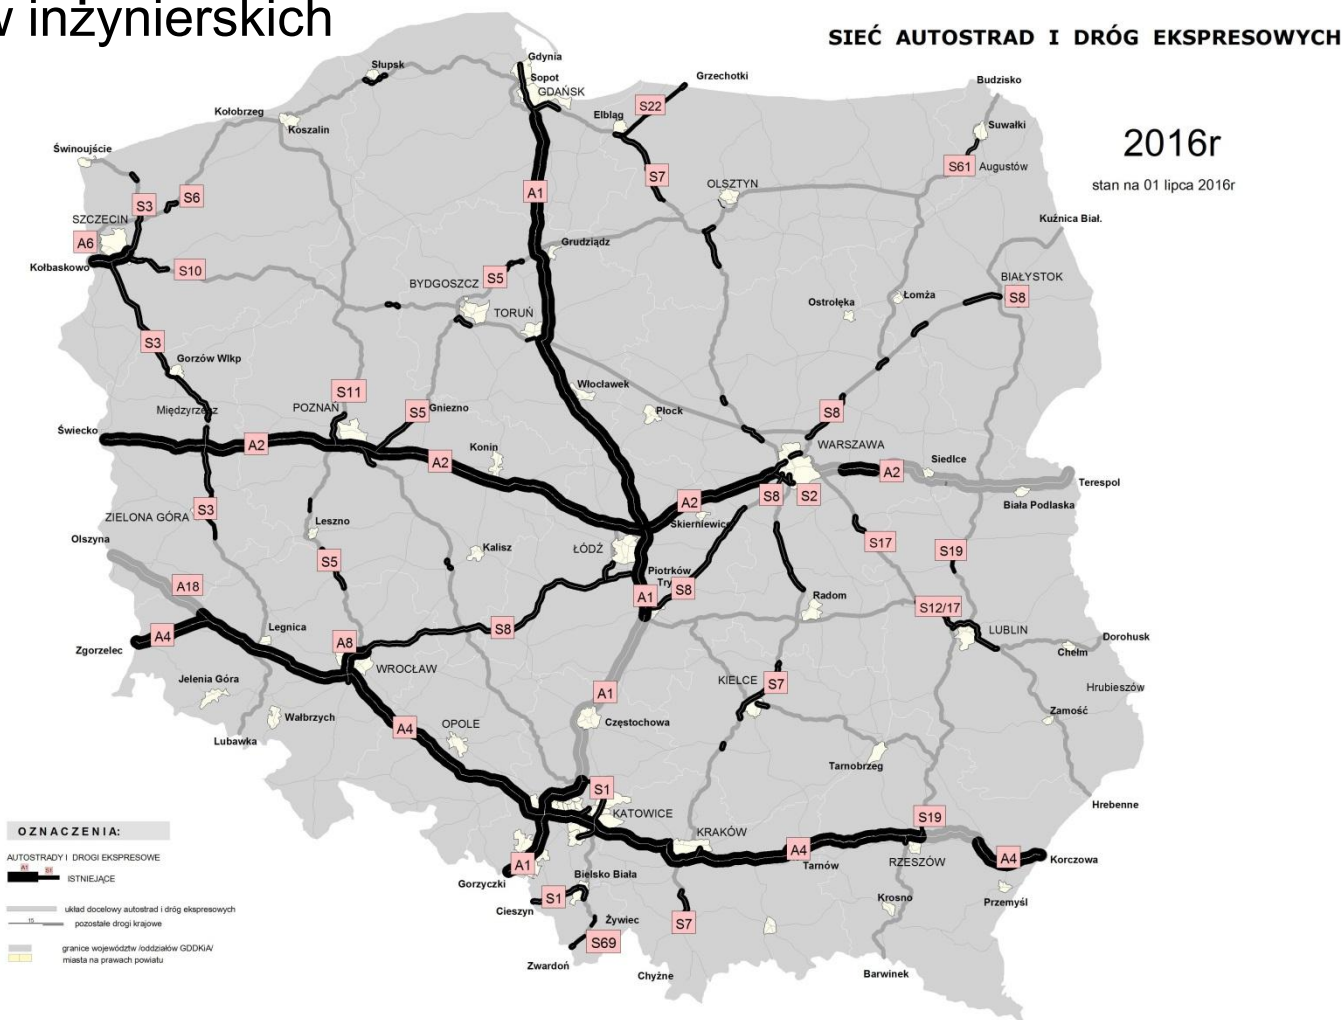 w inżynierskich
SIEĆ AUTOSTRAD I DRÓG EKSPRESOWYCH
2016r
stan na 01 lipca 2016r
Gdynia
Sopot
GDAŃSK
Słupsk
Grzechotki
Budzisko
S22
Elbląg
Kołobrzeg
Koszalin
Suwałki
S61
Augustów
Świnoujście
S7
OLSZTYN
A1
S6
S3
SZCZECIN
Kuźnica Biał.
A6
Kołbaskowo
S10
Grudziądz
BYDGOSZCZ
S5
BIAŁYSTOK
S8
Ostrołęka
Łomża
TORUŃ
S3
Gorzów Wlkp
Włocławek
S11
POZNAŃ
S5
Gniezno
Płock
S8
Międzyrzecz
Świecko
A2
Konin
A2
WARSZAWA
Siedlce
A2
Terespol
Biała Podlaska
S8
S2
A2
Skierniewice
S3
ZIELONA GÓRA
Leszno
Olszyna
Kalisz
ŁÓDŹ
S17
S19
S5
Piotrków
Try
S8
A1
A18
Radom
S12/17
LUBLIN
Legnica
S8
A8
A4
Zgorzelec
WROCŁAW
Dorohusk
Chełm
Jelenia Góra
KIELCE
S7
Hrubieszów
A1
Zamość
Wałbrzych
Lubawka
A4
OPOLE
Częstochowa
Tarnobrzeg
S1
KATOWICE
Hrebenne
S19
KRAKÓW
A4
Tarnów
RZESZÓW
A4
Korczowa
Przemyśl
A1
Gorzyczki
Bielsko Biała
S1
Cieszyn
Krosno
Żywiec
S7
S69
Zwardoń
Chyżne
Barwinek
OZNACZENIA:
AUTOSTRADY I DROGI EKSPRESOWE
A1
S1
ISTNIEJĄCE
układ docelowy autostrad i dróg ekspresowych
15
pozostałe drogi krajowe
granice województw /oddziałów GDDKiA/
miasta na prawach powiatu